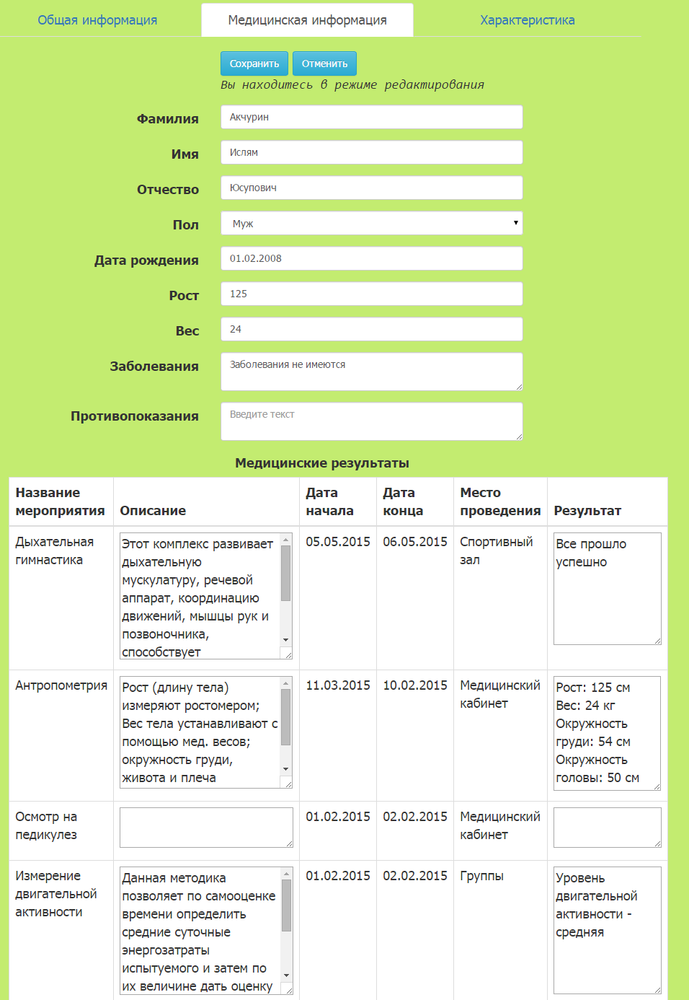 Общая информация
Медицинская информация
Характеристика
Сохранить
Отменить
Вы находитесь в режиме редактирования
Фамилия
Акчурин
Имя
Ислям
Отчество
Юсупович
Пол
Муж
Дата рождения
01.02.2008
Рост
125
Вес
24
Заболевания
Заболевания не имеются
Противопоказания
Введите текст
Медицинские результаты
Название
мероприятия
Описание
Дата
начала
Дата
конца
Место
проведения
Результат
Дыхательная
гимнастика
Этот комплекс развивает
дыхательную
мускулатуру, речевой
аппарат, координацию
движений, мышцы рук и
позвоночника,
способствует
05.05.2015
06.05.2015
Спортивный
зал
Все прошло
успешно
Антропометрия
Рост (длину тела)
измеряют ростомером;
Вес тела устанавливают с
помощью мед. весов;
окружность груди,
живота и плеча
11.03.2015
10.02.2015
Медицинский
кабинет
Рост: 125 см
Вес: 24 кг
Окружность
груди: 54 см
Окружность
головы: 50 см
Осмотр на
педикулез
01.02.2015
02.02.2015
Медицинский
кабинет
Измерение
двигательной
активности
Данная методика
позволяет по самооценке
времени определить
средние суточные
энергозатраты
испытуемого и затем по
их величине дать оценку
01.02.2015
02.02.2015
Группы
Уровень
двигательной
активности -
средняя